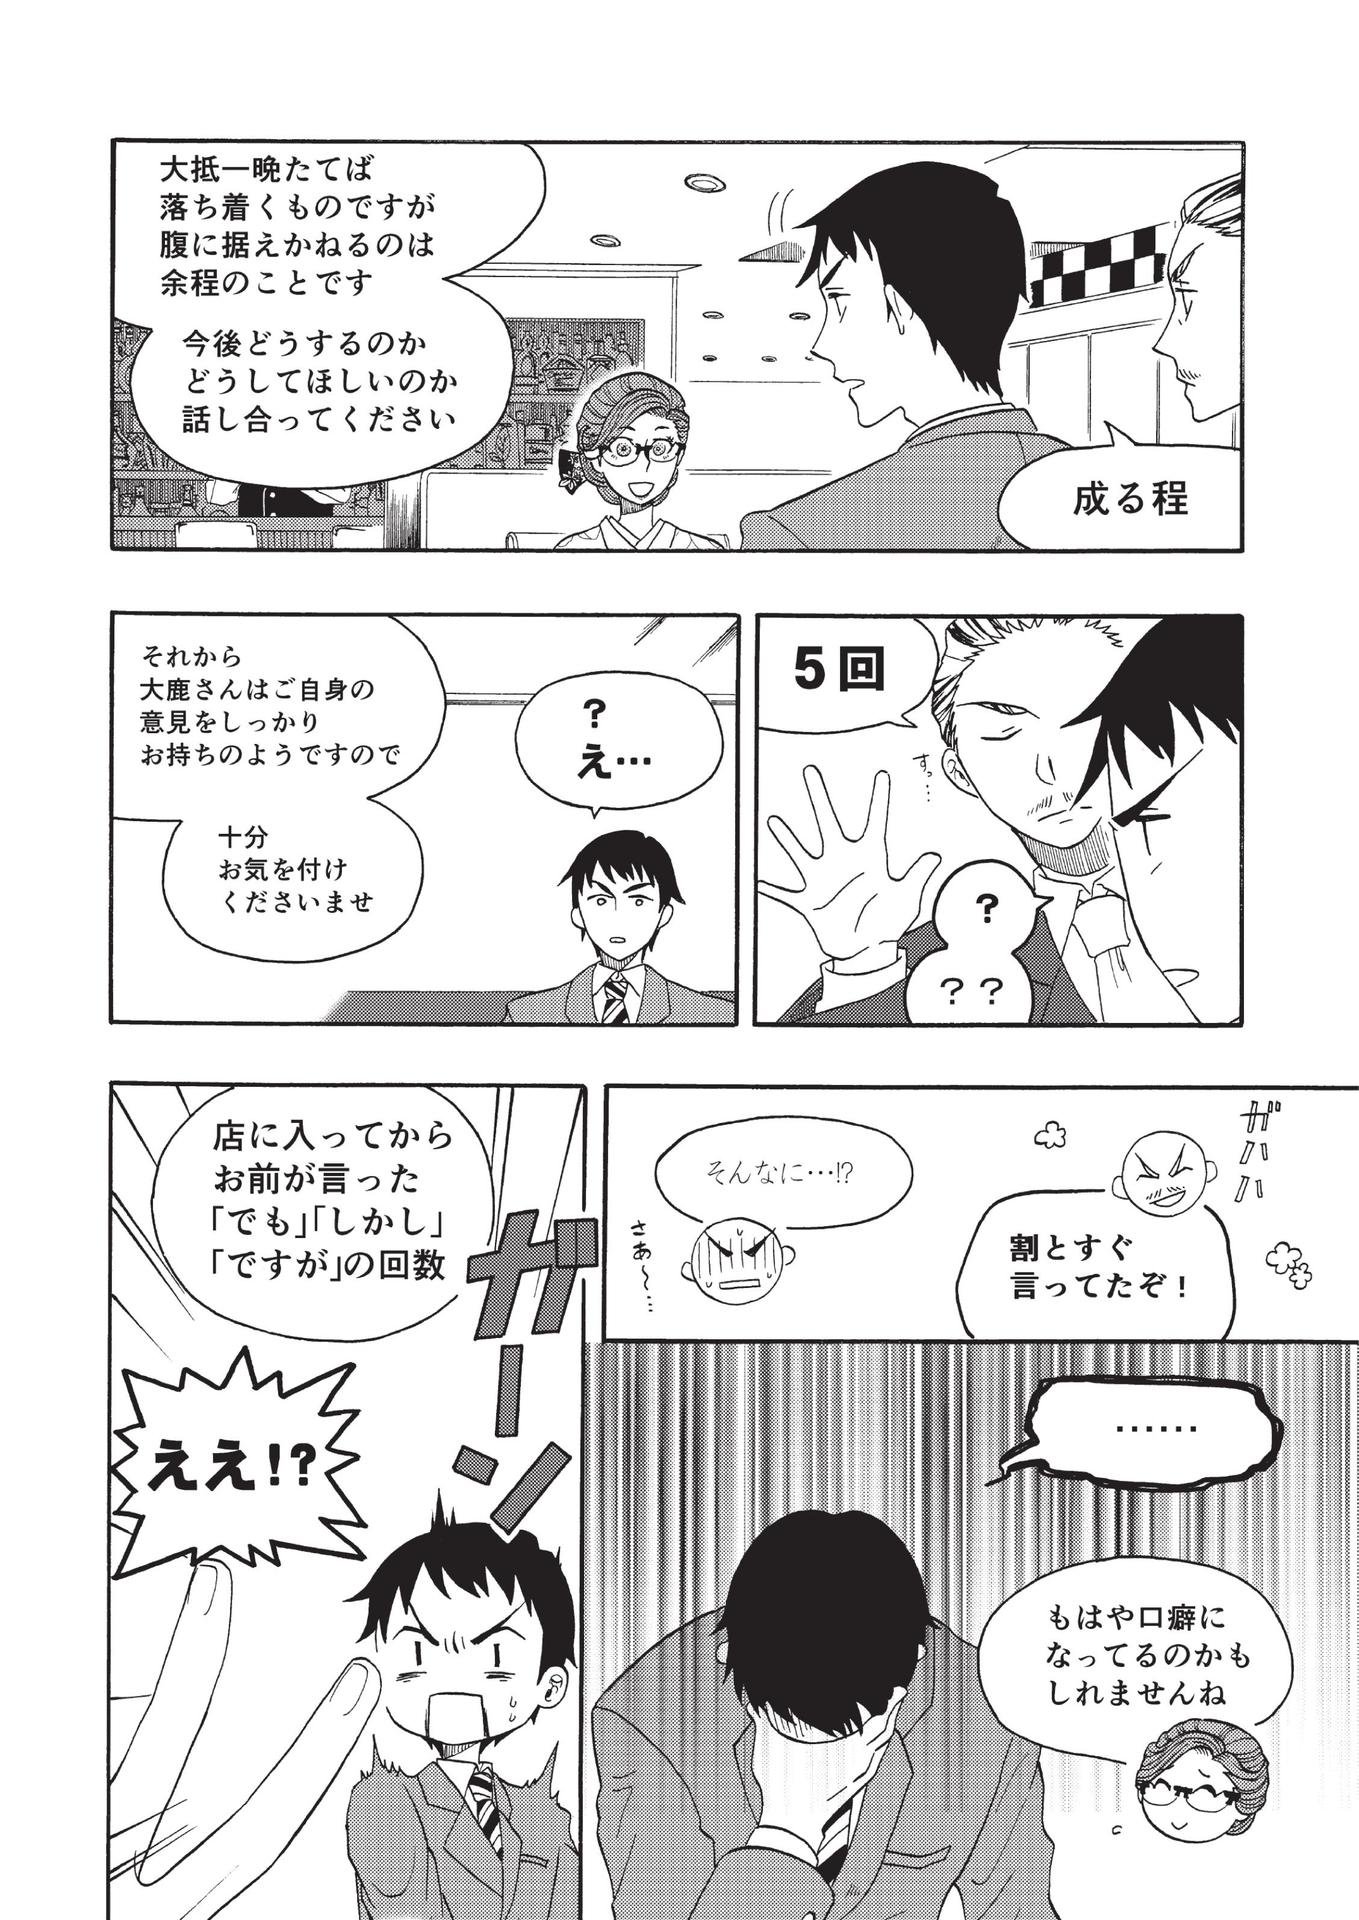 大抵一晩たてば
落ち着くものですが
腹に据えかねるのは
余程のことです
今後どうするのか
どうしてほしいのか
話し合ってください
成る程
それから
大鹿さんはご自身の
意見をしっかり
お持ちのようですので
十分
お気を付け
くださいませ
？
え…
5回
すっ…
？
？？
店に入ってから
お前が言った
「でも」「しかし」
「ですが」の回数
ガーン
ええ!?
そんなに…!?
さあ〜…
割とすぐ
言ってたぞ！
ガハハハ
……
もはや口癖に
なってるのかも
しれませんね